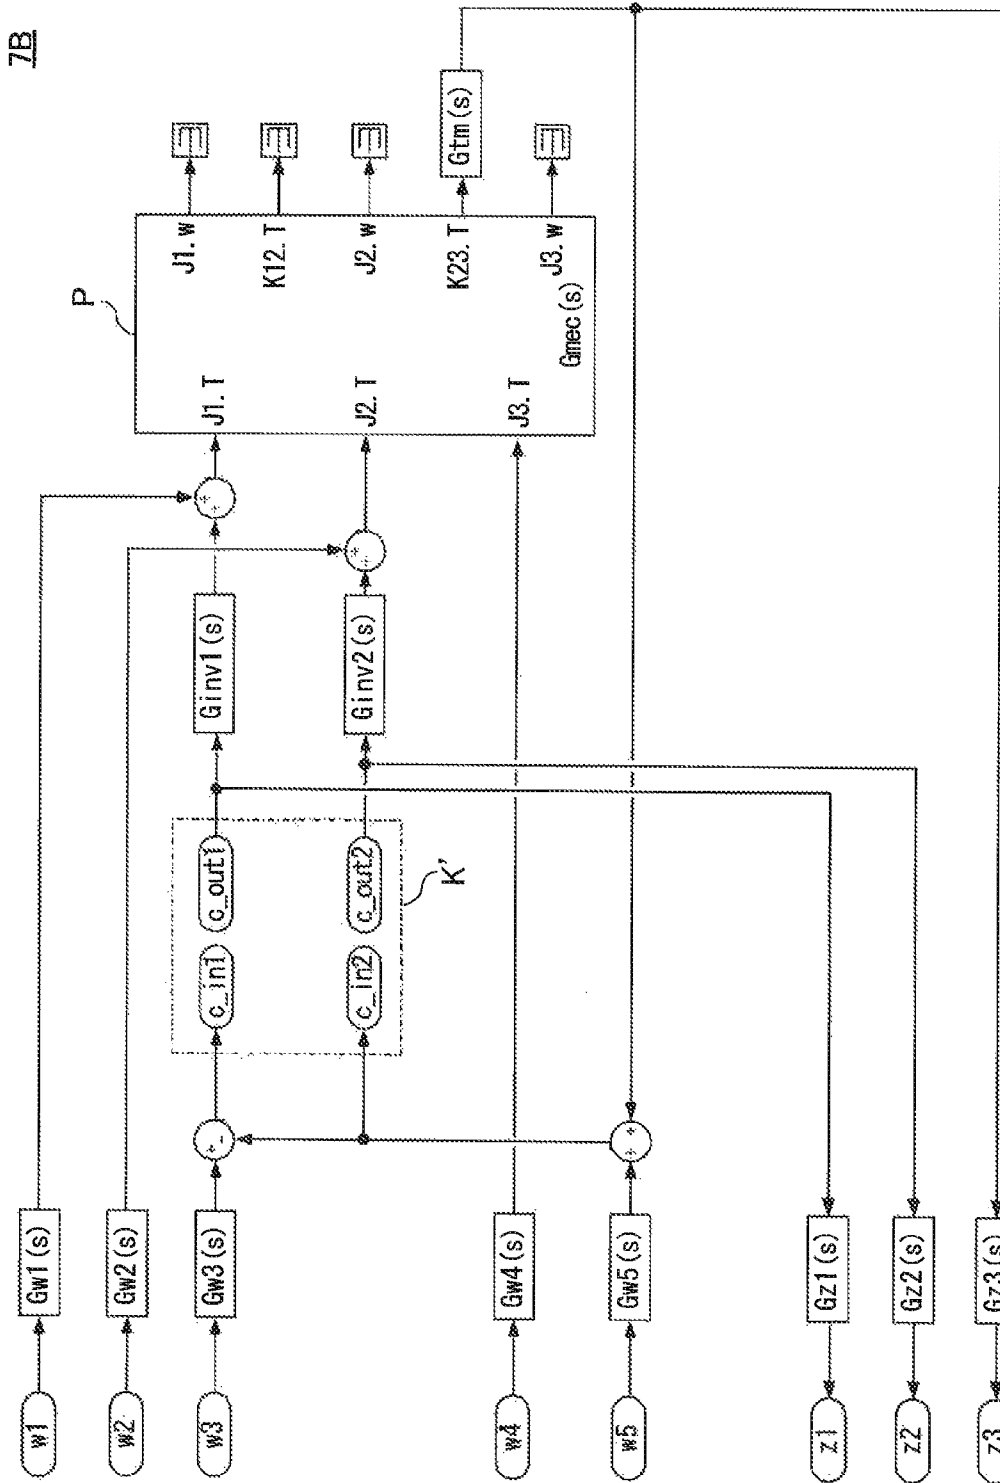 7B
w1
Gw1(s)
w2
Gw2(s)
w3
Gw3(s)
+
-
c_in1
c_out1
Ginv1(s)
+
+
J1.T
J1.w
c_in2
c_out2
Ginv2(s)
+
+
J2.T
K12.T
J2.w
K'
P
w4
Gw4(s)
J3.T
K23.T
Gtm(s)
J3.w
Gmec(s)
w5
Gw5(s)
+
+
z1
Gz1(s)
z2
Gz2(s)
z3
Gz3(s)